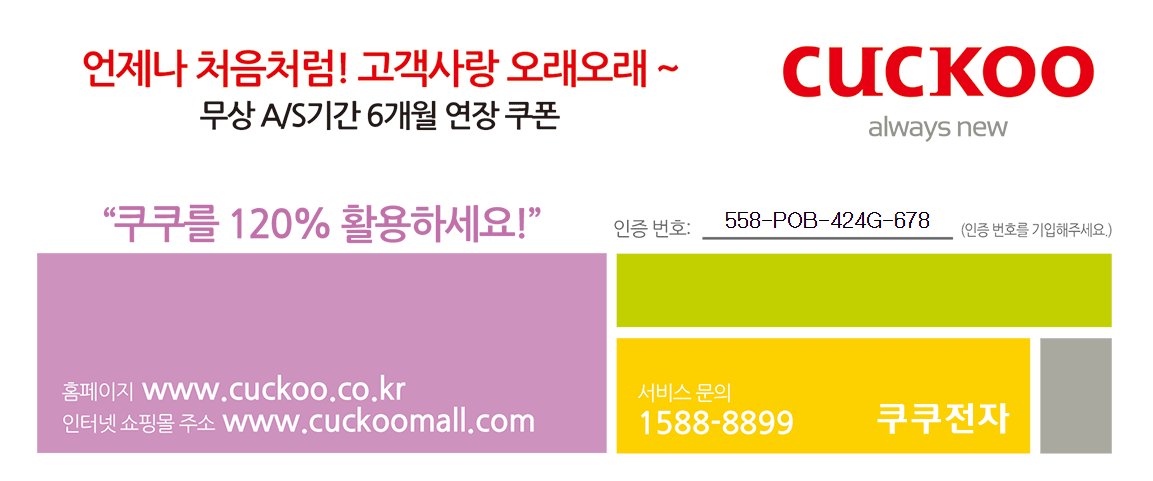 언제나 처음처럼! 고객사랑 오래오래 ~
무상 A/S기간 6개월 연장 쿠폰
CUCKOO
always new
“쿠쿠를 120% 활용하세요!”
인증 번호: 558-POB-424G-678 (인증 번호를 기입해주세요.)
홈페이지 www.cuckoo.co.kr
인터넷 쇼핑몰 주소 www.cuckoomall.com
서비스 문의
1588-8899
쿠쿠전자